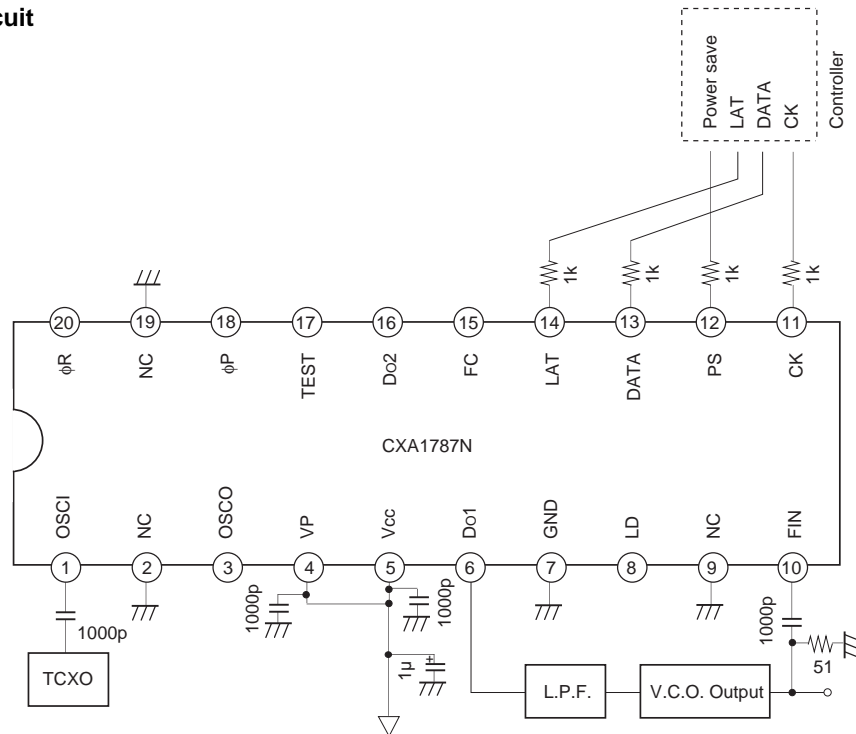 cuit
Power save
LAT
DATA
CK
Controller
1k
1k
1k
1k
20
19
18
17
16
15
14
13
12
11
φR
NC
φP
TEST
Do2
FC
LAT
DATA
PS
CK
CXA1787N
OSCI
NC
OSCO
VP
Vcc
Do1
GND
LD
NC
FIN
1
2
3
4
5
6
7
8
9
10
1000p
1000p
1000p
1000p
1µ
+
51
TCXO
L.P.F.
V.C.O. Output